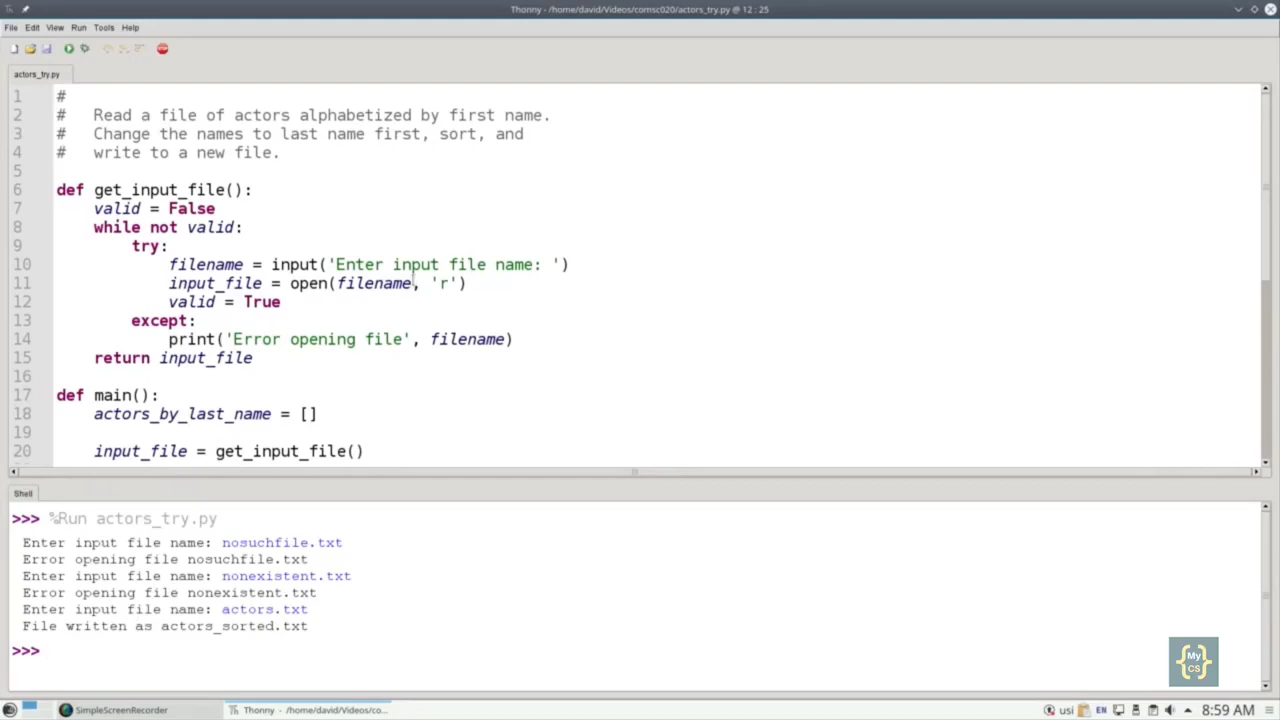 Thonny - /home/david/Videos/comsc020/actors_try.py @ 12 : 25
File Edit View Run Tools Help
actors_try.py
1 #
2 # Read a file of actors alphabetized by first name.
3 # Change the names to last name first, sort, and
4 # write to a new file.
5
6 def get_input_file():
7 valid = False
8 while not valid:
9 try:
10 filename = input('Enter input file name: ')
11 input_file = open(filename, 'r')
12 valid = True
13 except:
14 print('Error opening file', filename)
15 return input_file
16
17 def main():
18 actors_by_last_name = []
19
20 input_file = get_input_file()
Shell
>>> %Run actors_try.py
Enter input file name: nosuchfile.txt
Error opening file nosuchfile.txt
Enter input file name: nonexistent.txt
Error opening file nonexistent.txt
Enter input file name: actors.txt
File written as actors_sorted.txt
>>>
{My CS}
SimpleScreenRecorder Thonny - /home/david/Videos/co... usi EN 8:59 AM